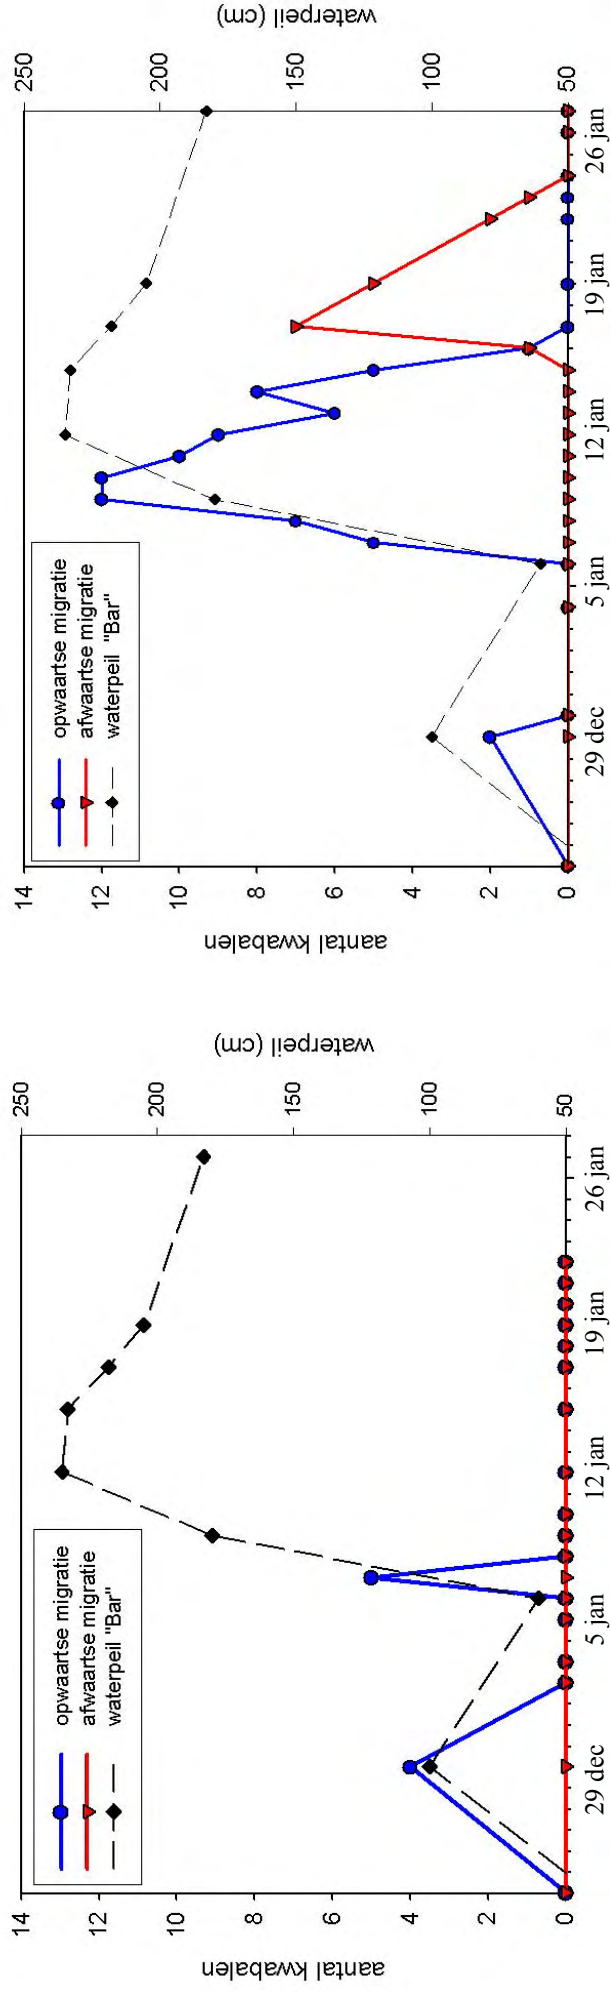 aantal kwabalen
14
12
10
8
6
4
2
0
opwaartse migratie
afwaartse migratie
waterpeil "Bar"
250
200
150
100
50
waterpeil (cm)
29 dec
5 jan
12 jan
19 jan
26 jan
aantal kwabalen
14
12
10
8
6
4
2
0
opwaartse migratie
afwaartse migratie
waterpeil "Bar"
250
200
150
100
50
waterpeil (cm)
29 dec
5 jan
12 jan
19 jan
26 jan